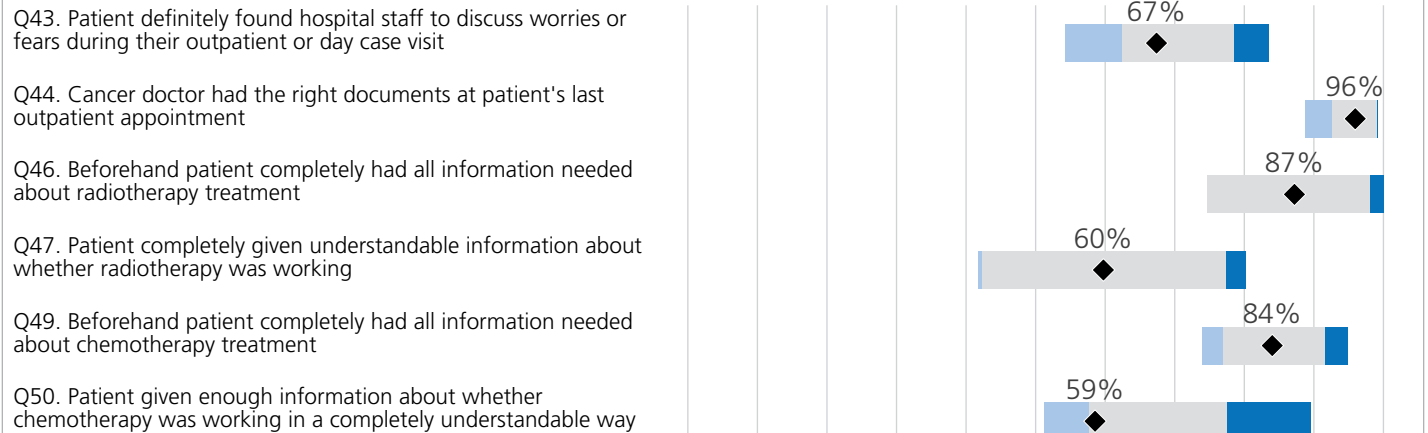 67%
Q43. Patient definitely found hospital staff to discuss worries or
fears during their outpatient or day case visit
96%
Q44. Cancer doctor had the right documents at patient's last
outpatient appointment
87%
Q46. Beforehand patient completely had all information needed
about radiotherapy treatment
60%
Q47. Patient completely given understandable information about
whether radiotherapy was working
84%
Q49. Beforehand patient completely had all information needed
about chemotherapy treatment
59%
Q50. Patient given enough information about whether
chemotherapy was working in a completely understandable way